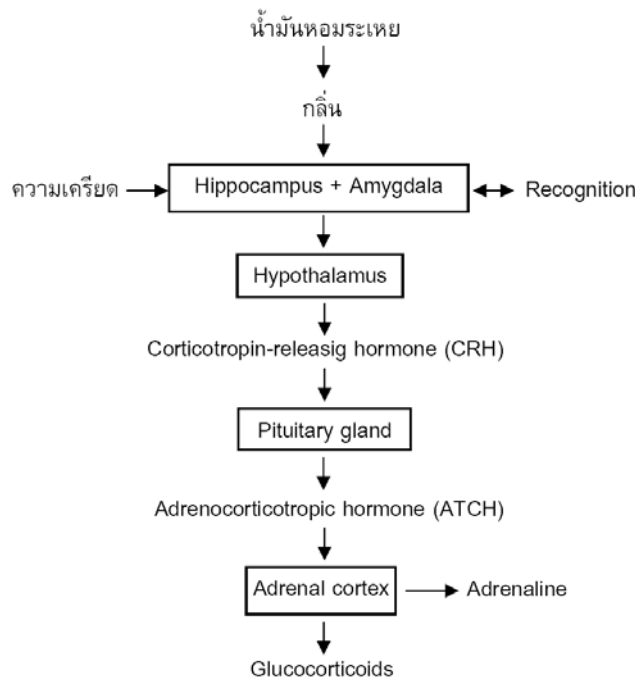 น้ำมันหอมระเหย
กลิ่น
ความเครียด
Hippocampus + Amygdala
Recognition
Hypothalamus
Corticotropin-releasig hormone (CRH)
Pituitary gland
Adrenocorticotropic hormone (ATCH)
Adrenal cortex
Adrenaline
Glucocorticoids